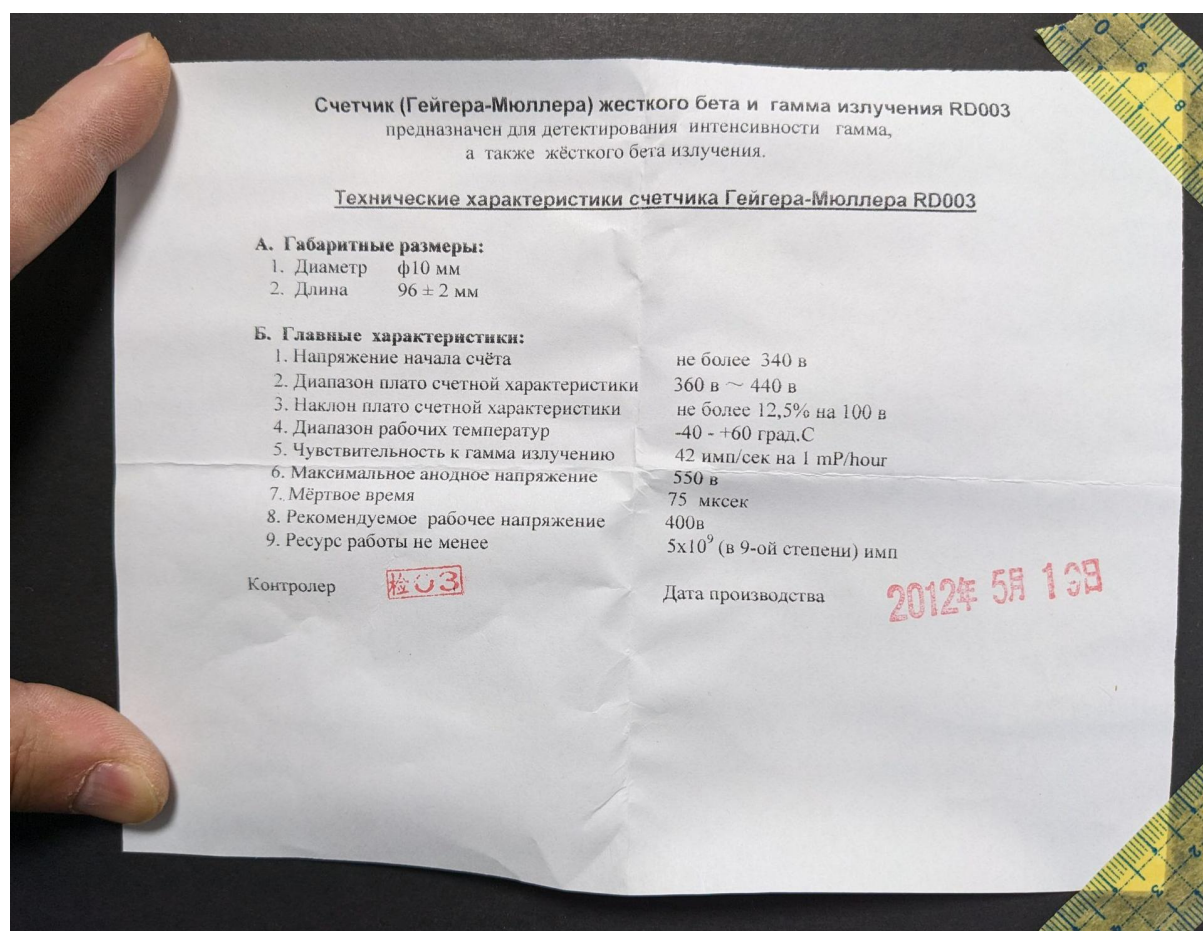 Счетчик (Гейгера-Мюллера) жесткого бета и гамма излучения RD003
предназначен для детектирования интенсивности гамма,
а также жёсткого бета излучения.
Технические характеристики счетчика Гейгера-Мюллера RD003
А. Габаритные размеры:
1. Диаметр ф10 мм
2. Длина 96 ± 2 мм
Б. Главные характеристики:
1. Напряжение начала счёта не более 340 в
2. Диапазон плато счетной характеристики 360 в ~ 440 в
3. Наклон плато счетной характеристики не более 12,5% на 100 в
4. Диапазон рабочих температур -40 - +60 град.С
5. Чувствительность к гамма излучению 42 имп/сек на 1 mP/hour
6. Максимальное анодное напряжение 550 в
7. Мёртвое время 75 мксек
8. Рекомендуемое рабочее напряжение 400в
9. Ресурс работы не менее 5х10⁹ (в 9-ой степени) имп
Контролер 检03 Дата производства 2012年 5月